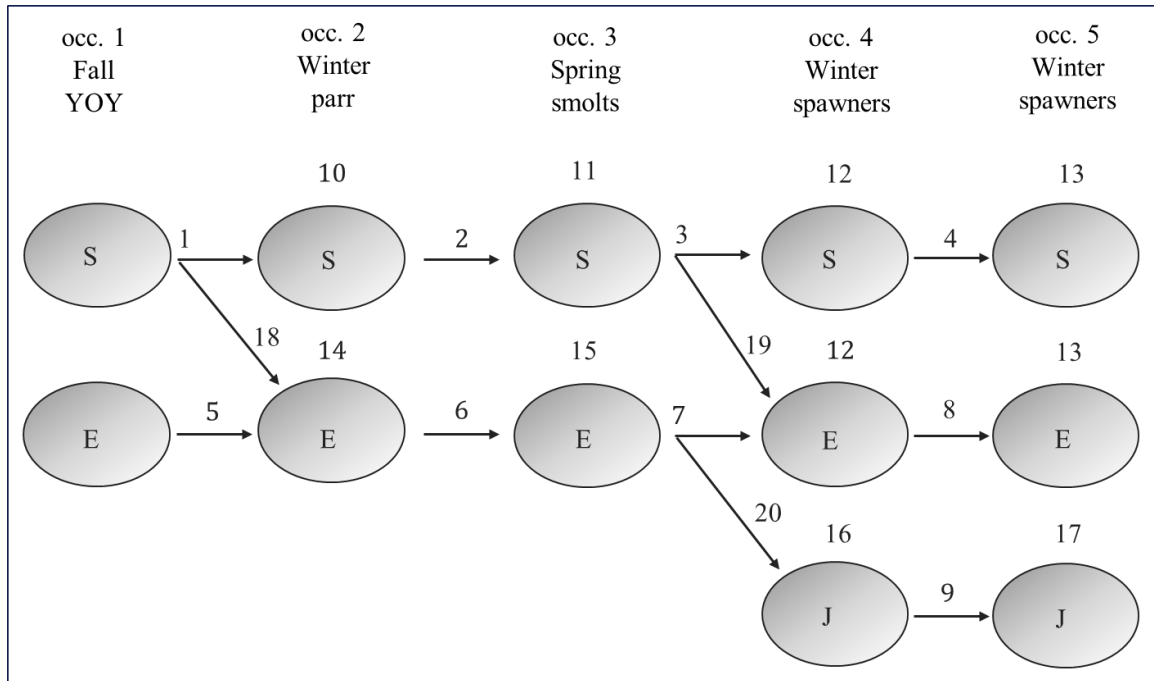 occ. 1
Fall
YOY
occ. 2
Winter
parr
occ. 3
Spring
smolts
occ. 4
Winter
spawners
occ. 5
Winter
spawners
10
11
12
13
S
1
S
2
S
3
S
4
S
18
14
15
19
12
13
E
5
E
6
E
7
E
8
E
20
16
17
J
9
J